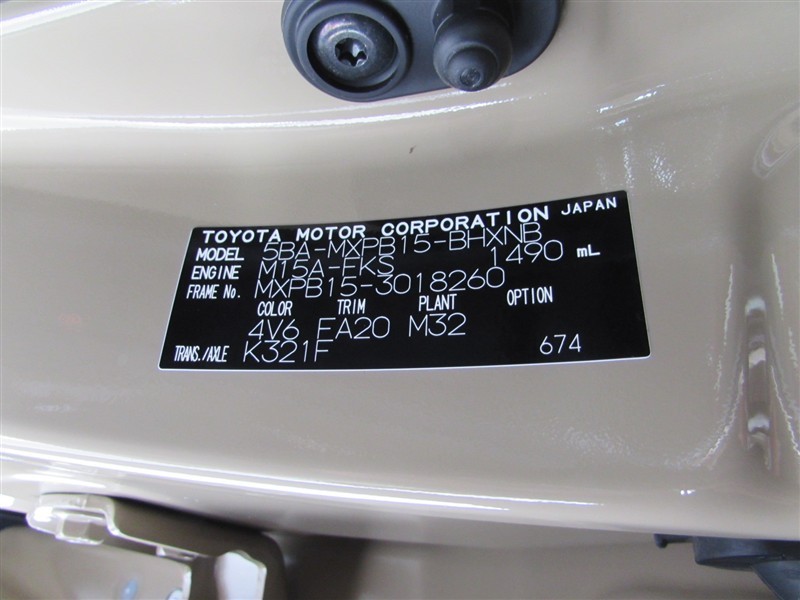 TOYOTA MOTOR CORPORATION JAPAN
MODEL 5BA-MXPB15-BHXNB
ENGINE M15A-FKS 1490 mL
FRAME No. MXPB15-3018260
COLOR TRIM PLANT OPTION
4V6 EA20 M32
TRANS./AXLE K321F 674